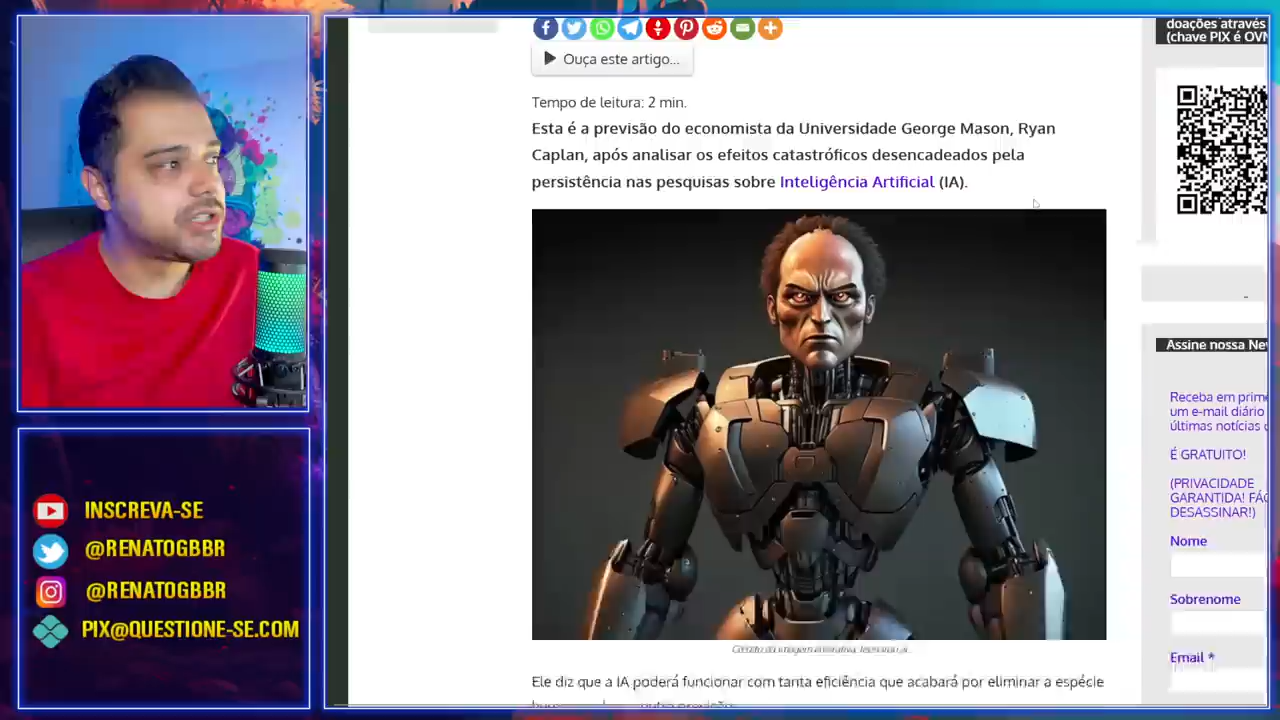 Ouça este artigo...
Tempo de leitura: 2 min.
Esta é a previsão do economista da Universidade George Mason, Ryan
Caplan, após analisar os efeitos catastróficos desencadeados pela
persistência nas pesquisas sobre Inteligência Artificial (IA).
Ele diz que a IA poderá funcionar com tanta eficiência que acabará por eliminar a espécie
doações através
(chave PIX é OVN
Assine nossa Ne
Receba em prim
um e-mail diário
últimas notícias
É GRATUITO!
(PRIVACIDADE
GARANTIDA! FÁC
DESASSINAR!)
Nome
Sobrenome
Email *
INSCREVA-SE
@RENATOGBBR
@RENATOGBBR
PIX@QUESTIONE-SE.COM